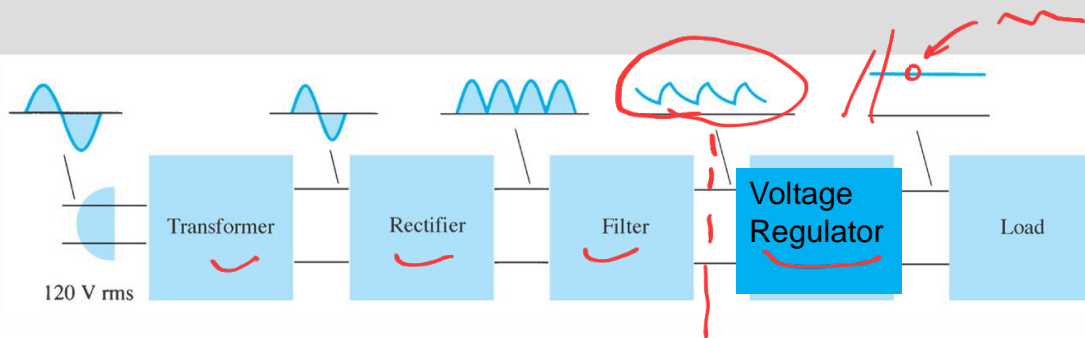 Transformer
Rectifier
Filter
Voltage
Regulator
Load
120 V rms